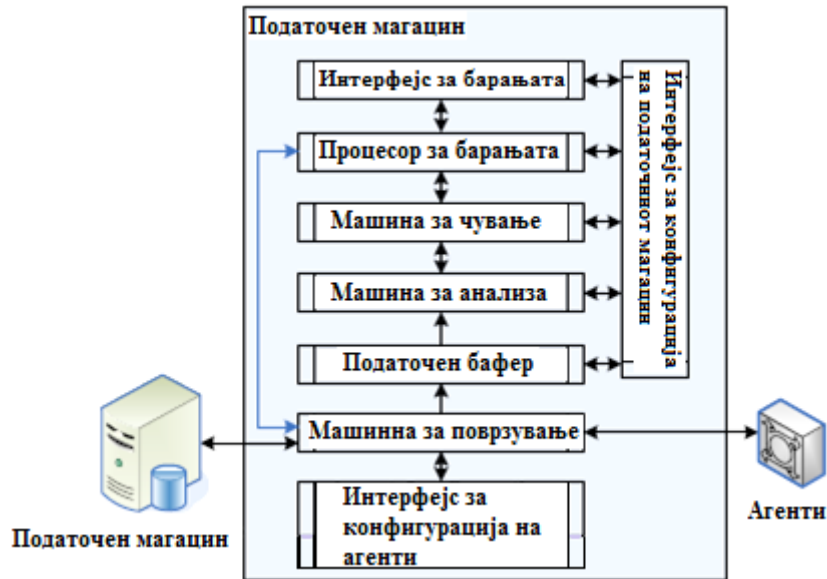 Податочен магацин
Интерфејс за барањата
Процесор за барањата
Машина за чување
Машина за анализа
Податочен бафер
Машинна за поврзување
Интерфејс за
конфигурација на
агенти
Интерфејс за конфигурација
на податочниот магацин
Податочен магацин
Агенти